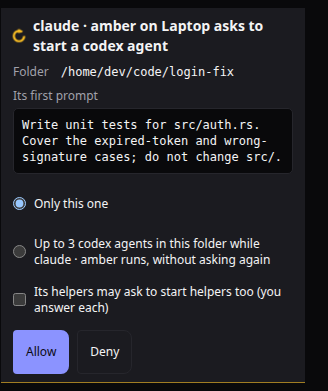 claude · amber on Laptop asks to
start a codex agent
Folder /home/dev/code/login-fix
Its first prompt
Write unit tests for src/auth.rs.
Cover the expired-token and wrong-
signature cases; do not change src/.
Only this one
Up to 3 codex agents in this folder while
claude · amber runs, without asking again
Its helpers may ask to start helpers too (you
answer each)
Allow Deny